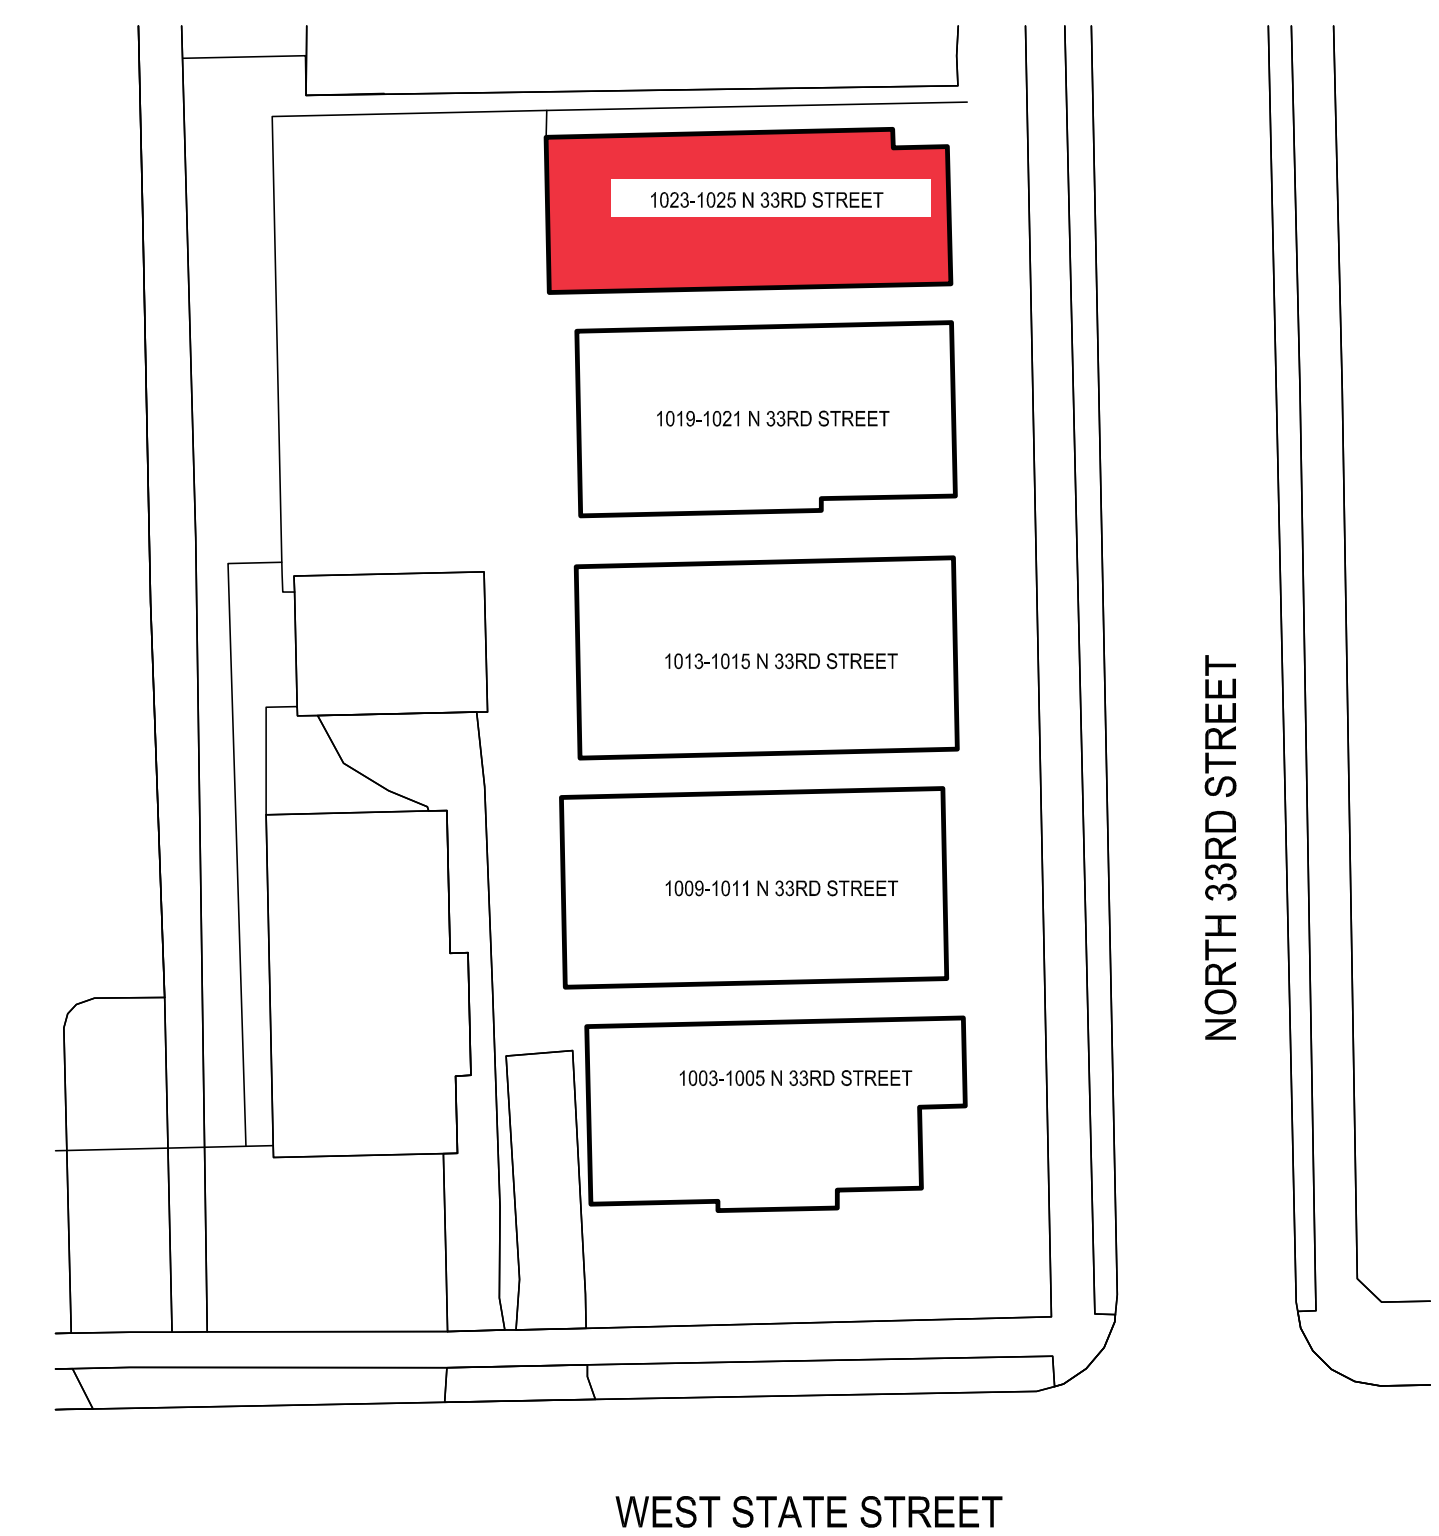 1023-1025 N 33RD STREET
1019-1021 N 33RD STREET
1013-1015 N 33RD STREET
NORTH 33RD STREET
1009-1011 N 33RD STREET
1003-1005 N 33RD STREET
WEST STATE STREET